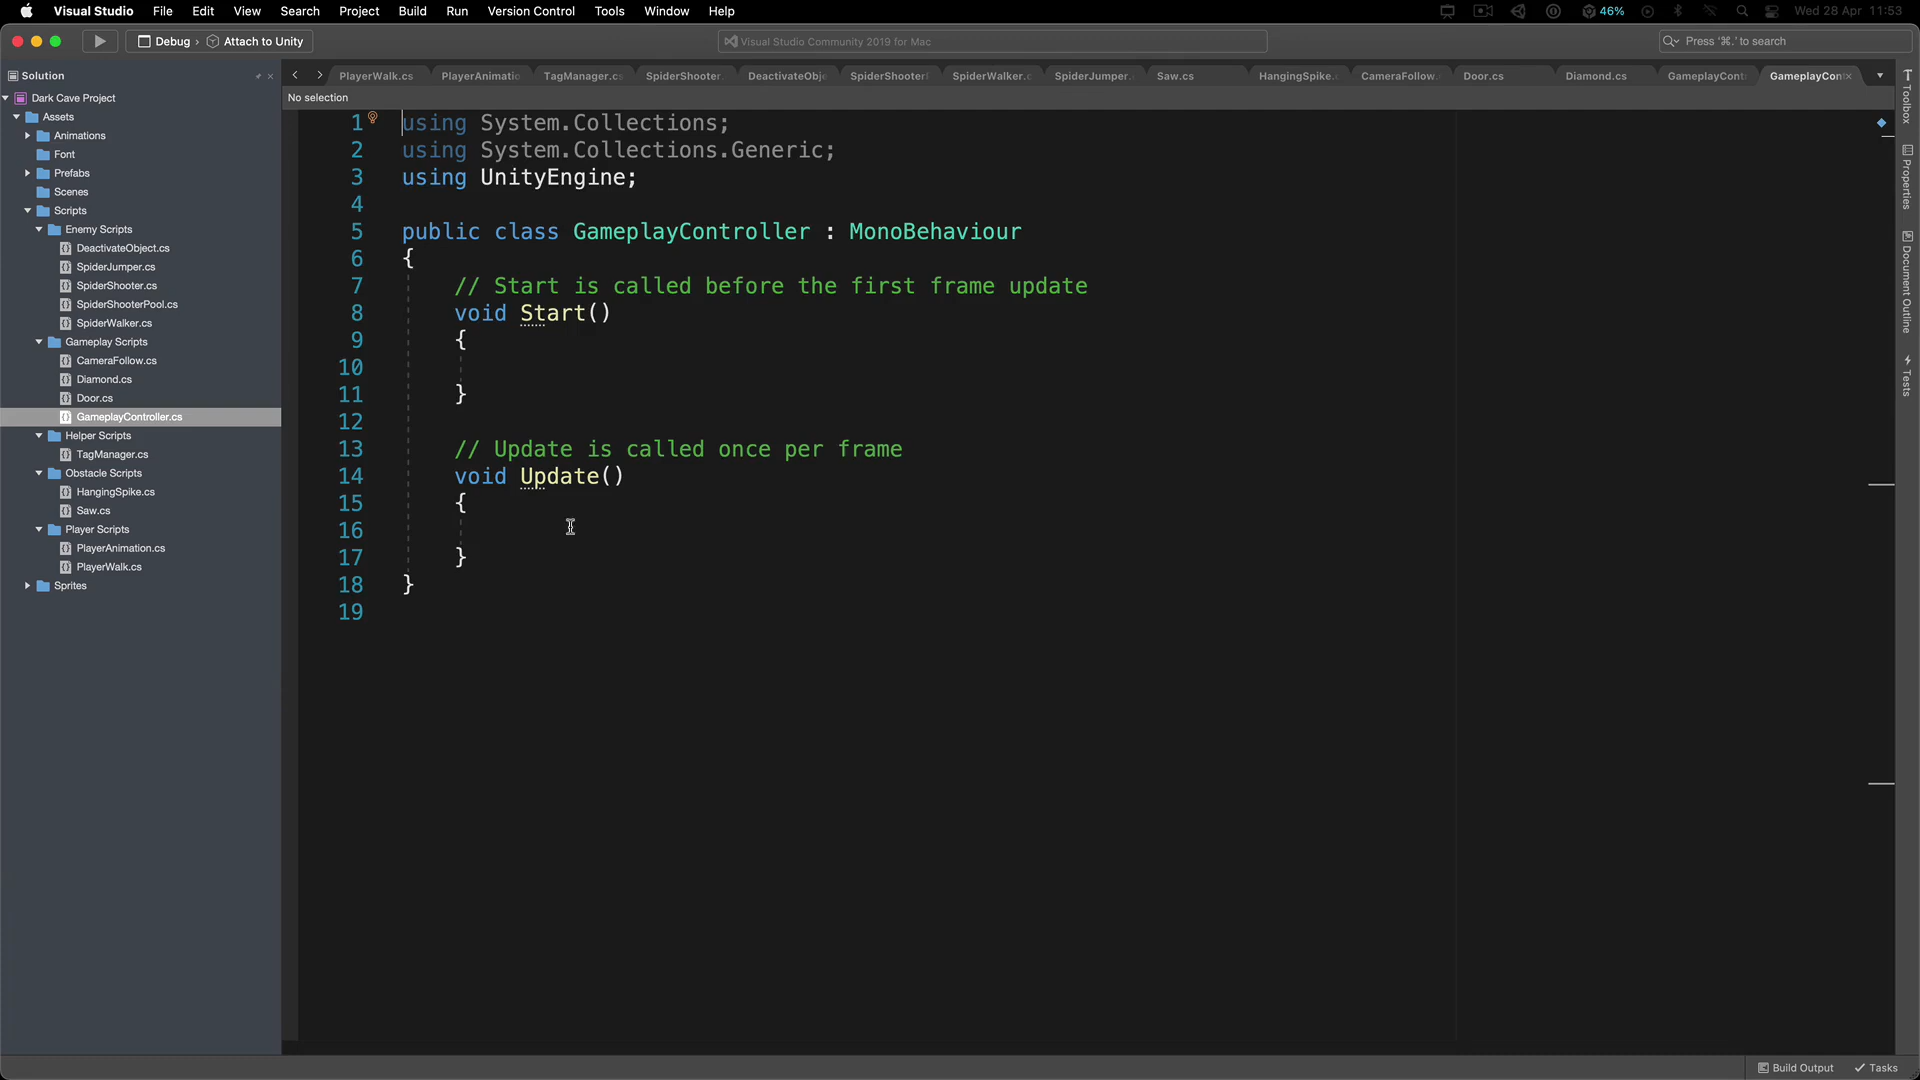 Visual Studio File Edit View Search Project Build Run Version Control Tools Window Help 46% Wed 28 Apr 11:53
Debug › Attach to Unity Visual Studio Community 2019 for Mac Press '⌘.' to search
Solution
PlayerWalk.cs PlayerAnimatio TagManager.cs SpiderShooter. DeactivateObje SpiderShooterF SpiderWalker.c SpiderJumper. Saw.cs HangingSpike.c CameraFollow. Door.cs Diamond.cs GameplayContr GameplayCont
No selection
Dark Cave Project
Assets
Animations
Font
Prefabs
Scenes
Scripts
Enemy Scripts
DeactivateObject.cs
SpiderJumper.cs
SpiderShooter.cs
SpiderShooterPool.cs
SpiderWalker.cs
Gameplay Scripts
CameraFollow.cs
Diamond.cs
Door.cs
GameplayController.cs
Helper Scripts
TagManager.cs
Obstacle Scripts
HangingSpike.cs
Saw.cs
Player Scripts
PlayerAnimation.cs
PlayerWalk.cs
Sprites
1 using System.Collections;
2 using System.Collections.Generic;
3 using UnityEngine;
4
5 public class GameplayController : MonoBehaviour
6 {
7 // Start is called before the first frame update
8 void Start()
9 {
10
11 }
12
13 // Update is called once per frame
14 void Update()
15 {
16
17 }
18 }
19
Toolbox
Properties
Document Outline
Tests
Build Output Tasks